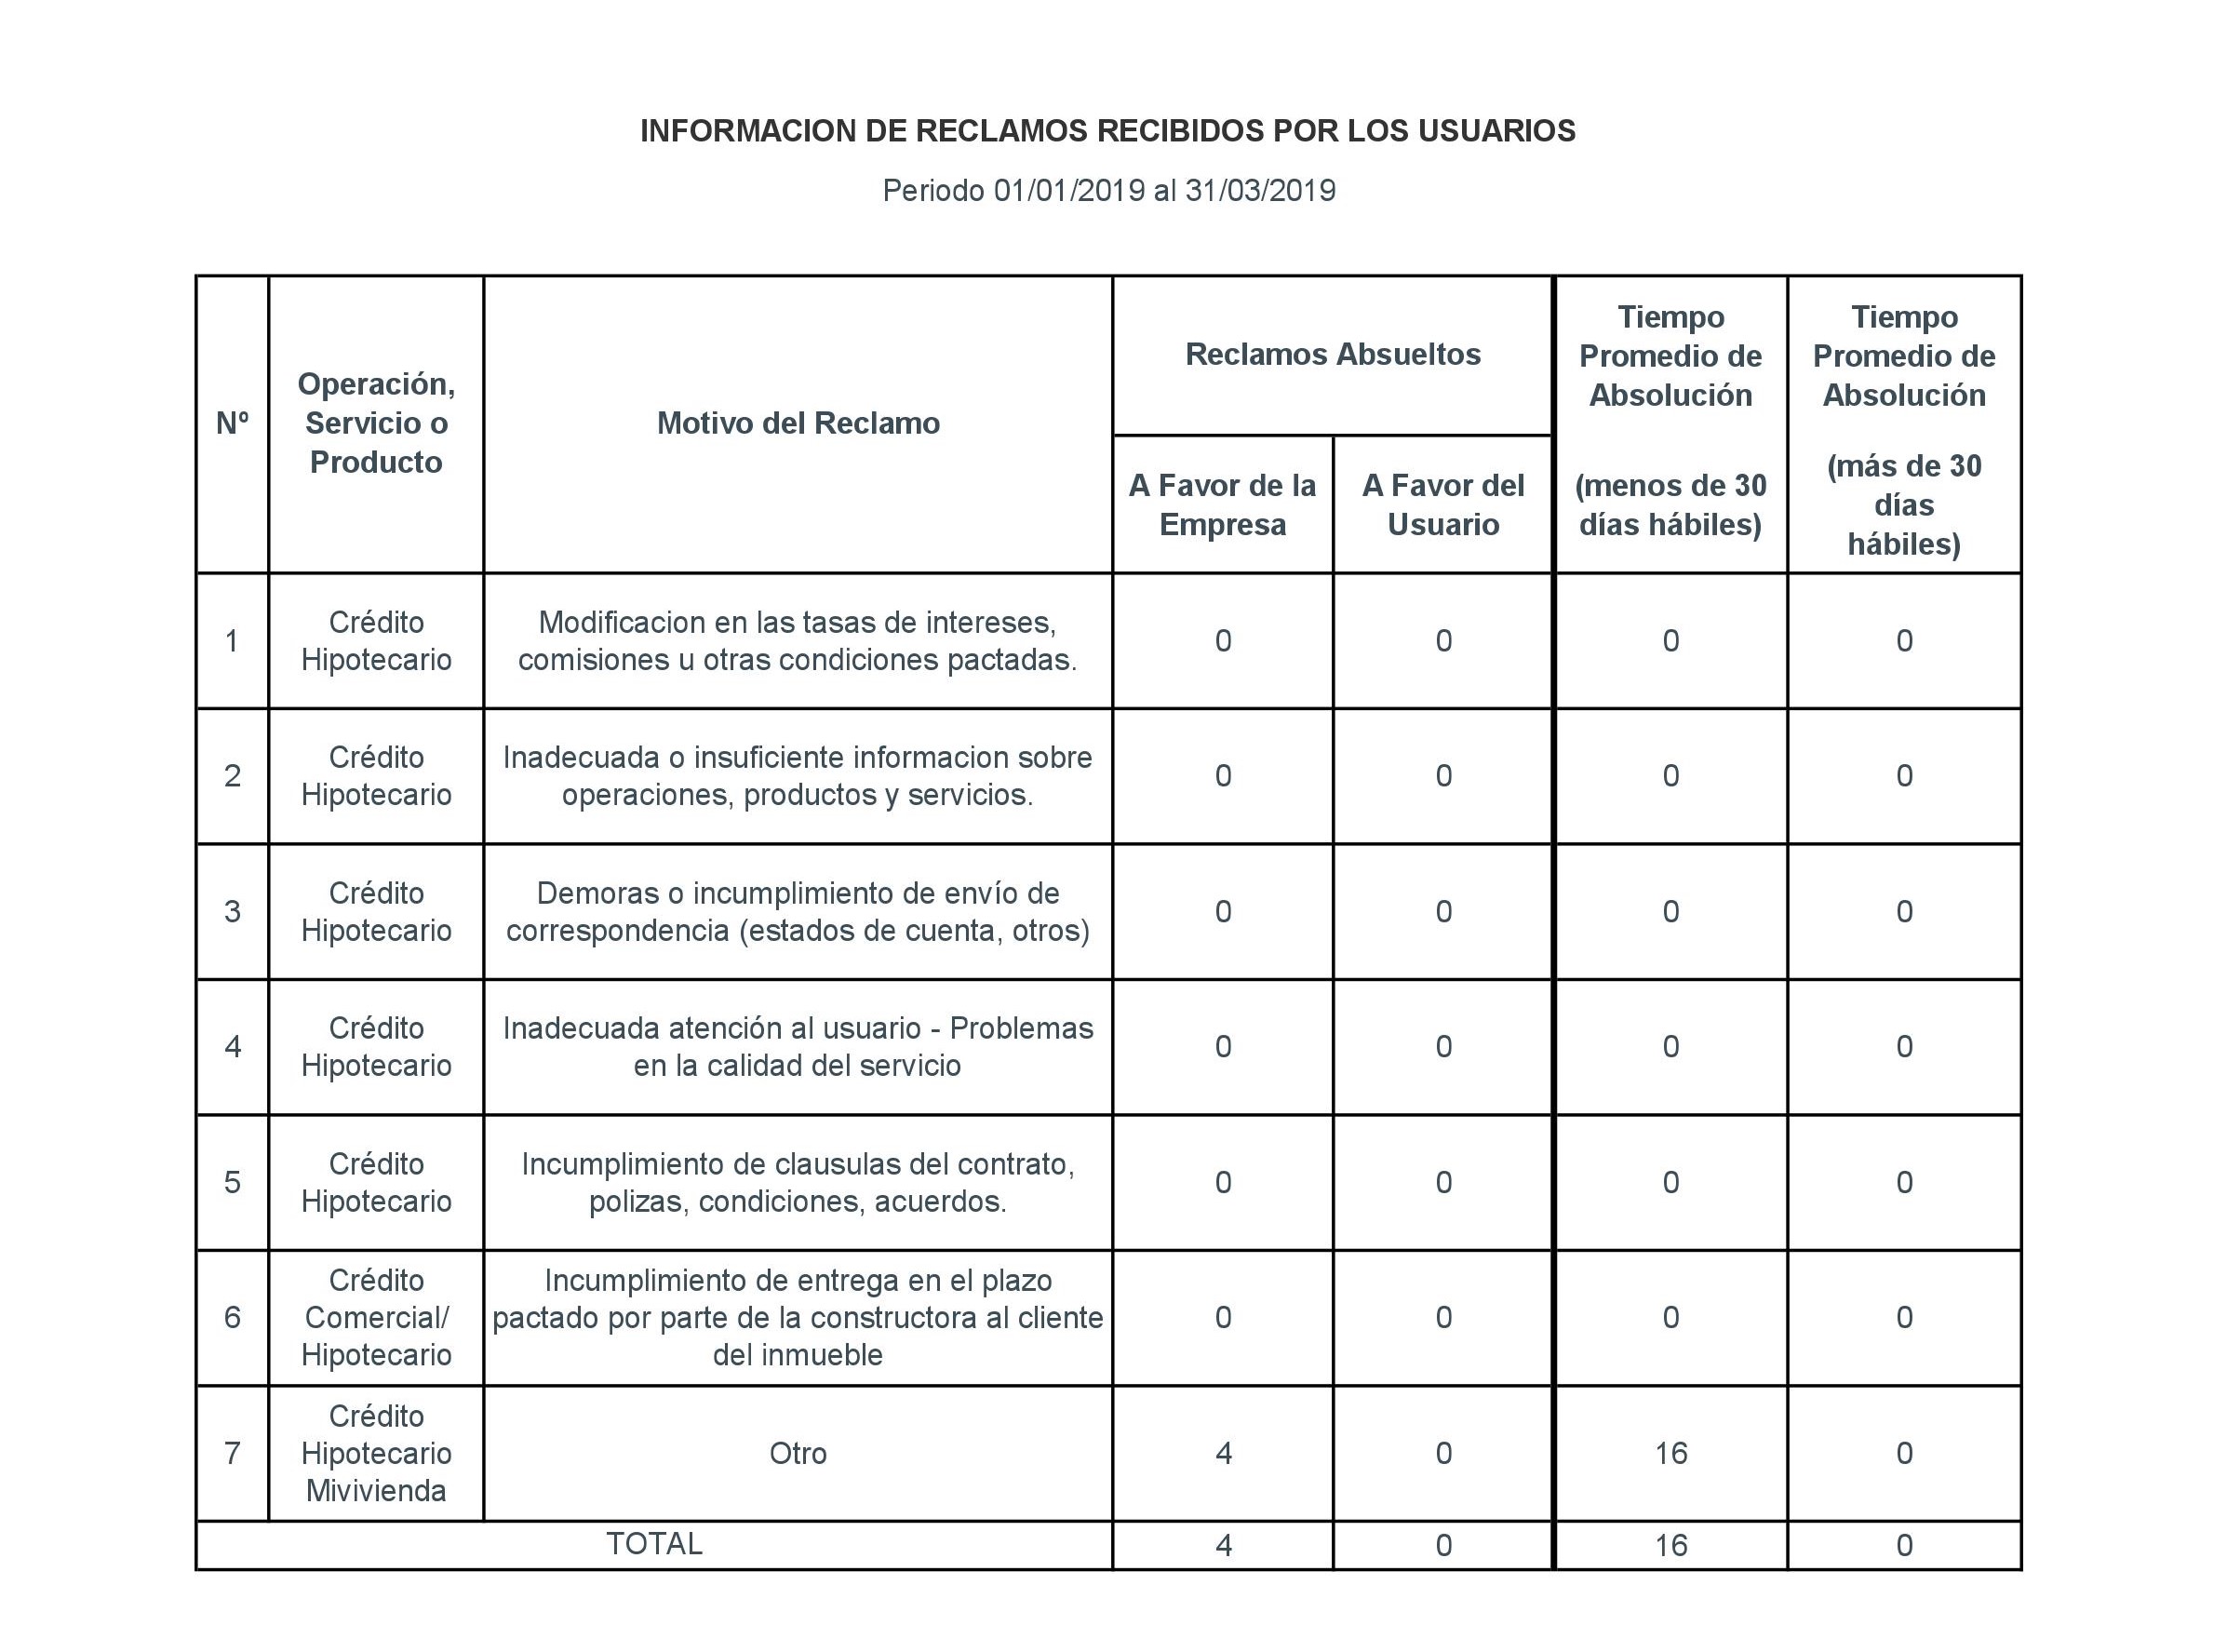 INFORMACION DE RECLAMOS RECIBIDOS POR LOS USUARIOS
Periodo 01/01/2019 al 31/03/2019
Nº
Operación,
Servicio o
Producto
Motivo del Reclamo
Reclamos Absueltos
A Favor de la
Empresa
A Favor del
Usuario
Tiempo
Promedio de
Absolución
(menos de 30
días hábiles)
Tiempo
Promedio de
Absolución
(más de 30
días
hábiles)
1
Crédito
Hipotecario
Modificacion en las tasas de intereses,
comisiones u otras condiciones pactadas.
0
0
0
0
2
Crédito
Hipotecario
Inadecuada o insuficiente informacion sobre
operaciones, productos y servicios.
0
0
0
0
3
Crédito
Hipotecario
Demoras o incumplimiento de envío de
correspondencia (estados de cuenta, otros)
0
0
0
0
4
Crédito
Hipotecario
Inadecuada atención al usuario - Problemas
en la calidad del servicio
0
0
0
0
5
Crédito
Hipotecario
Incumplimiento de clausulas del contrato,
polizas, condiciones, acuerdos.
0
0
0
0
6
Crédito
Comercial/
Hipotecario
Incumplimiento de entrega en el plazo
pactado por parte de la constructora al cliente
del inmueble
0
0
0
0
7
Crédito
Hipotecario
Mivivienda
Otro
4
0
16
0
TOTAL
4
0
16
0